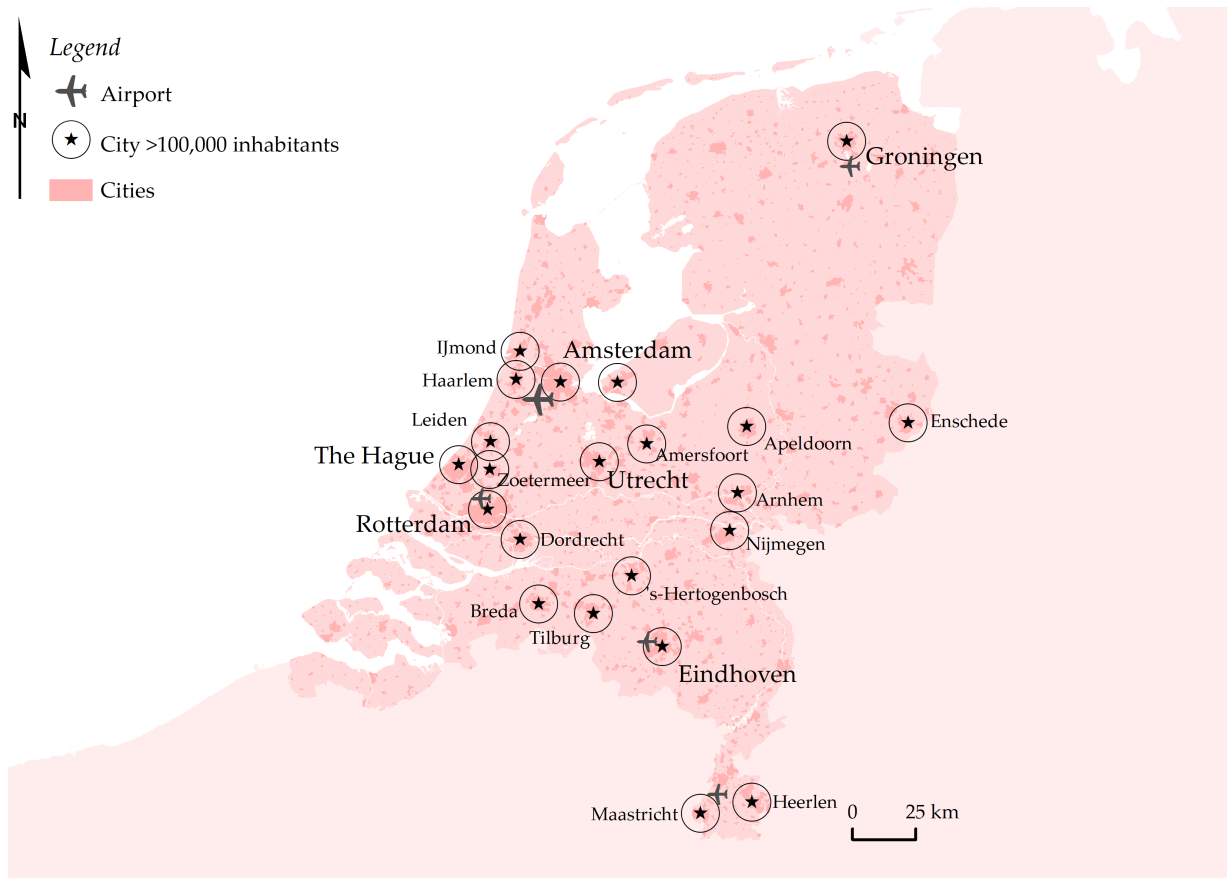 Legend
Airport
N
City >100,000 inhabitants
Cities
Groningen
IJmond
Amsterdam
Haarlem
Leiden
Enschede
Apeldoorn
The Hague
Amersfoort
Zoetermeer
Utrecht
Arnhem
Rotterdam
Dordrecht
Nijmegen
's-Hertogenbosch
Breda
Tilburg
Eindhoven
Heerlen
Maastricht
0 25 km